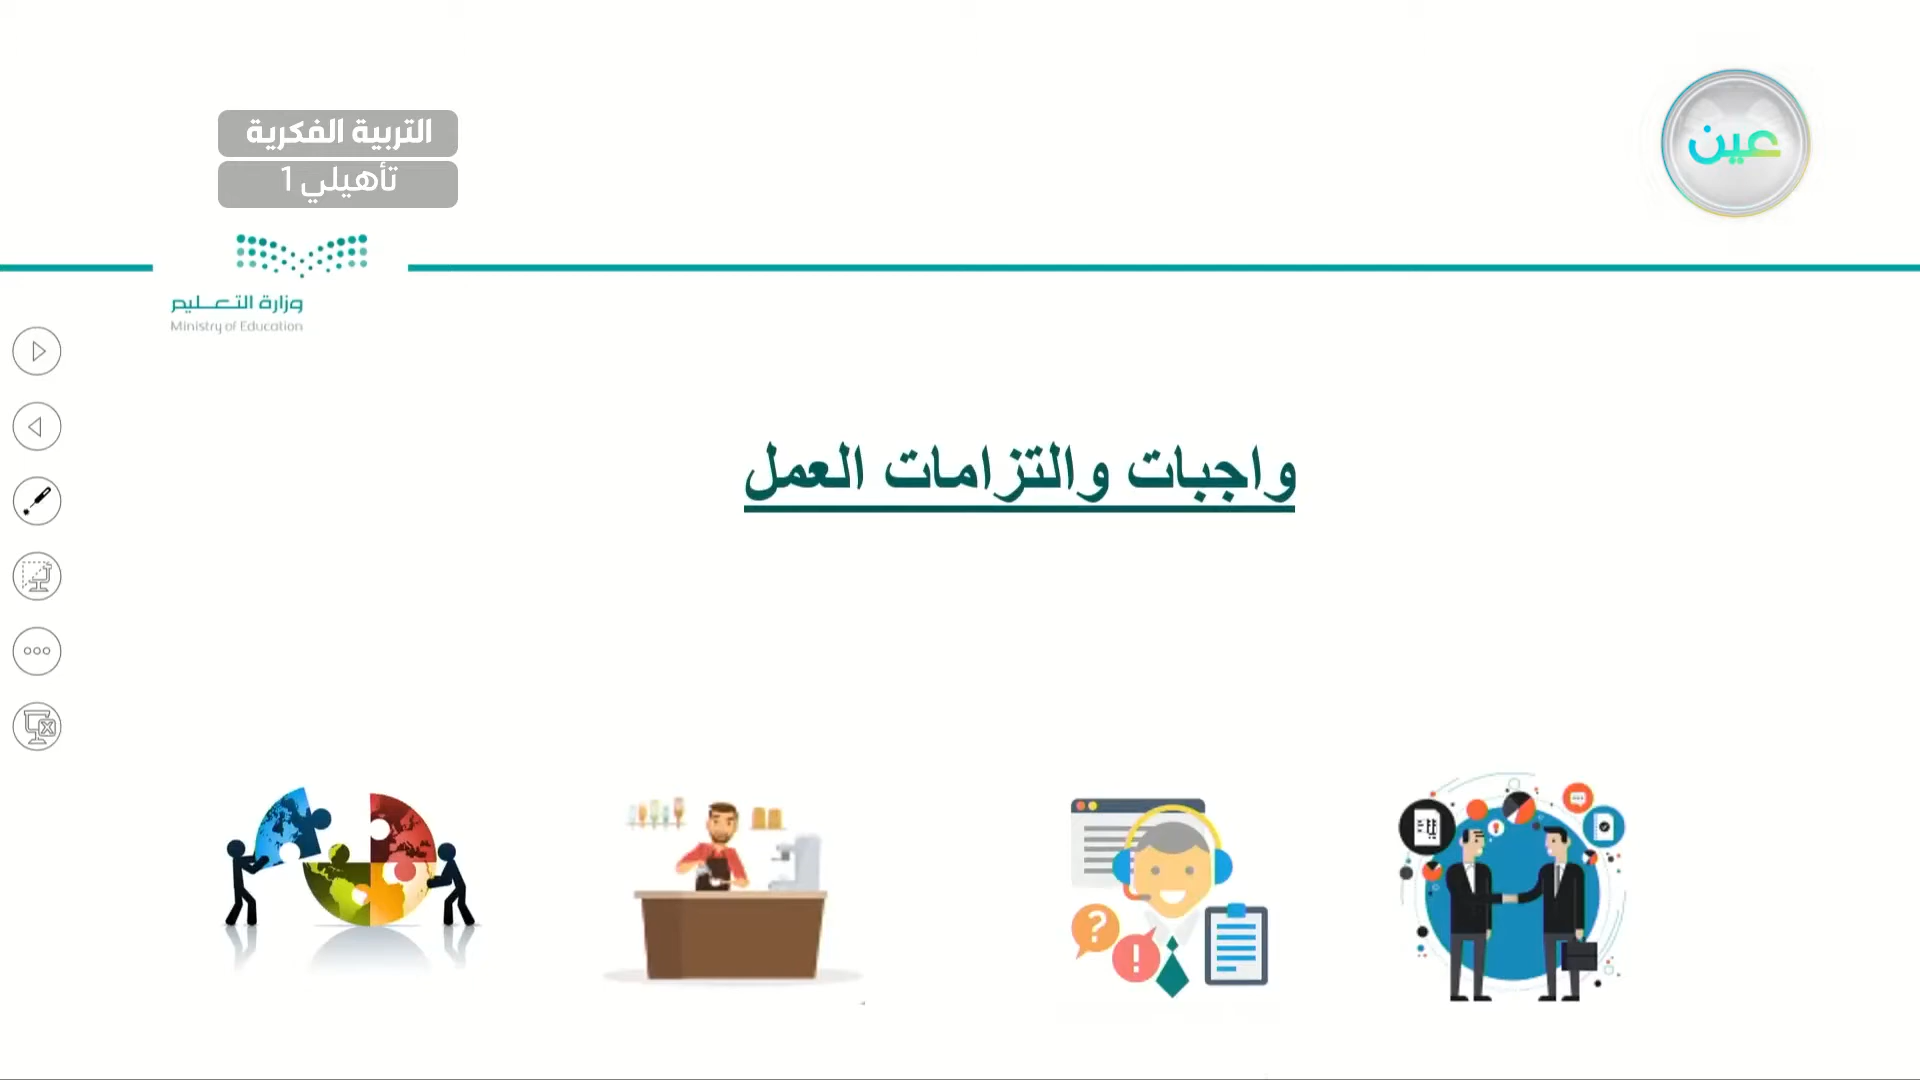 التربية الفكرية
تأهيلي 1
عين
وزارة التعليم
Ministry of Education
واجبات والتزامات العمل